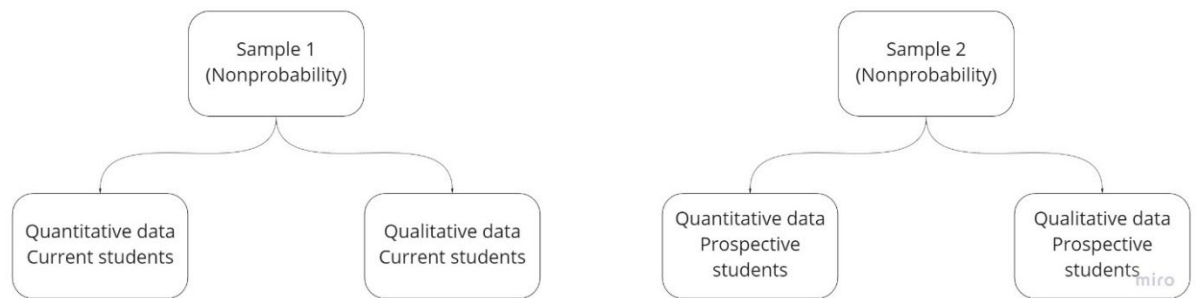 Sample 1
(Nonprobability)
Sample 2
(Nonprobability)
Quantitative data
Current students
Qualitative data
Current students
Quantitative data
Prospective
students
Qualitative data
Prospective
students
miro